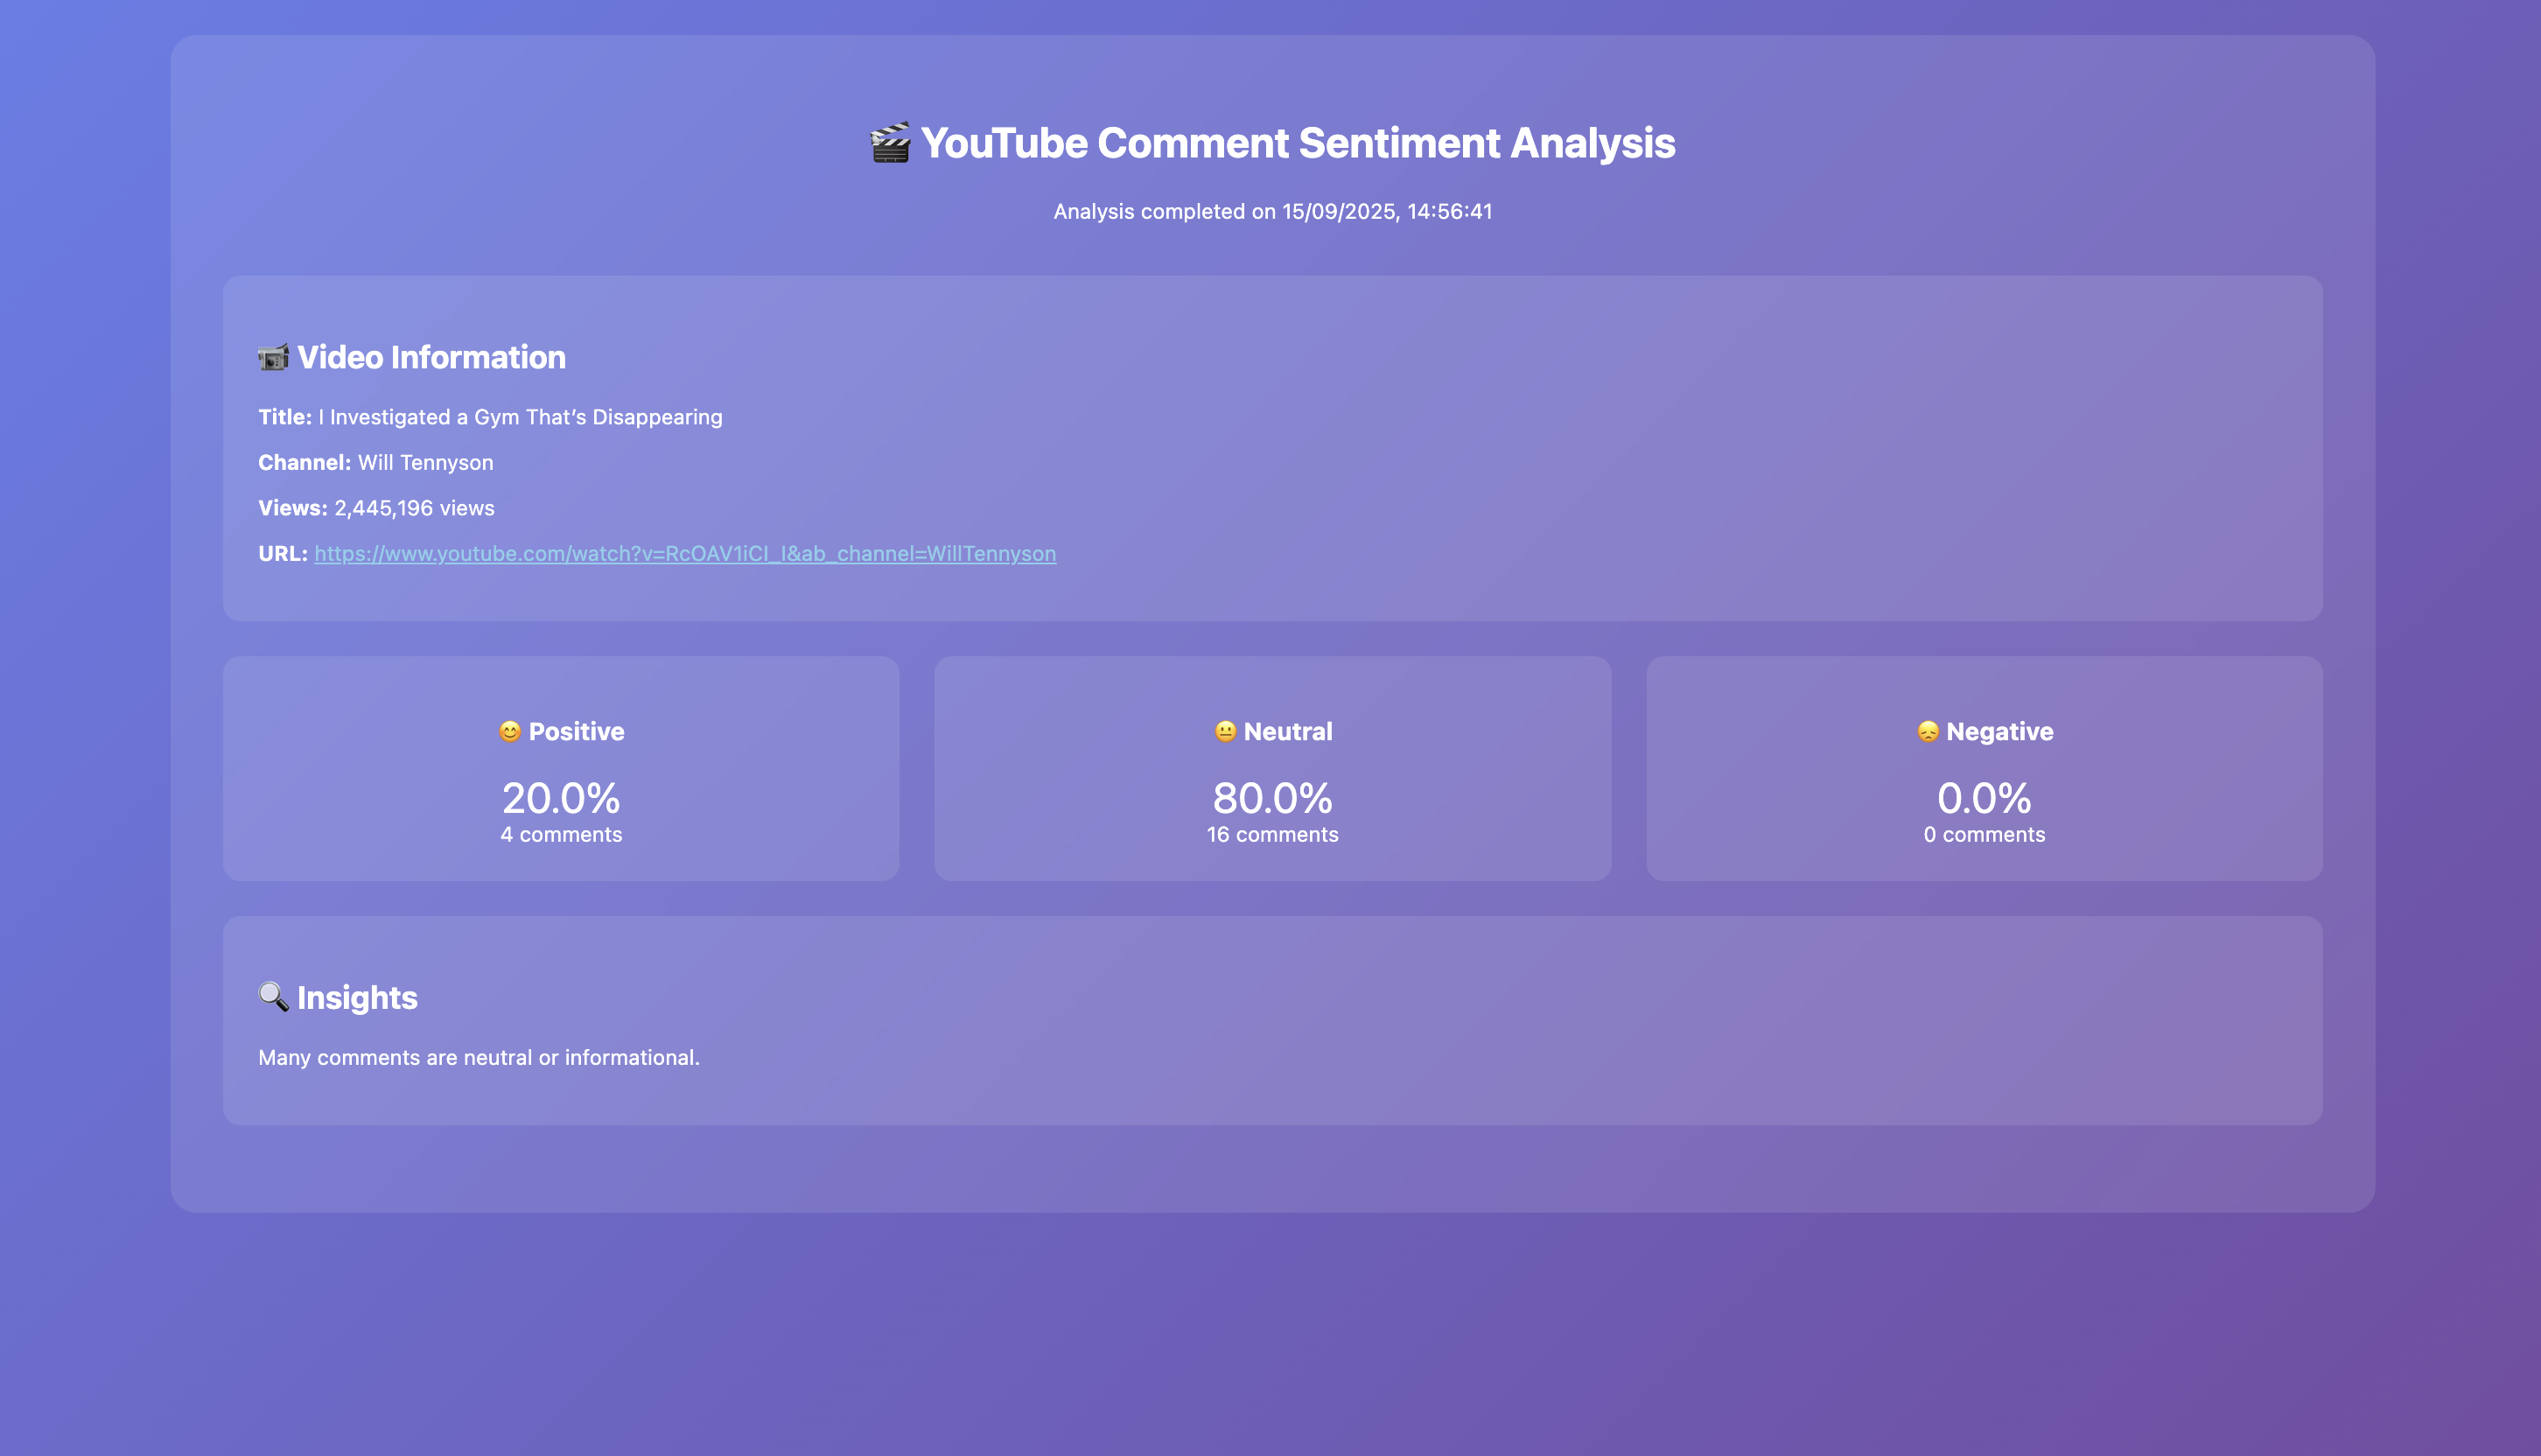 🎬 YouTube Comment Sentiment Analysis
Analysis completed on 15/09/2025, 14:56:41
📹 Video Information
Title: I Investigated a Gym That’s Disappearing
Channel: Will Tennyson
Views: 2,445,196 views
URL: https://www.youtube.com/watch?v=RcOAV1iCI_I&ab_channel=WillTennyson
😊 Positive
20.0%
4 comments
😐 Neutral
80.0%
16 comments
😞 Negative
0.0%
0 comments
🔍 Insights
Many comments are neutral or informational.